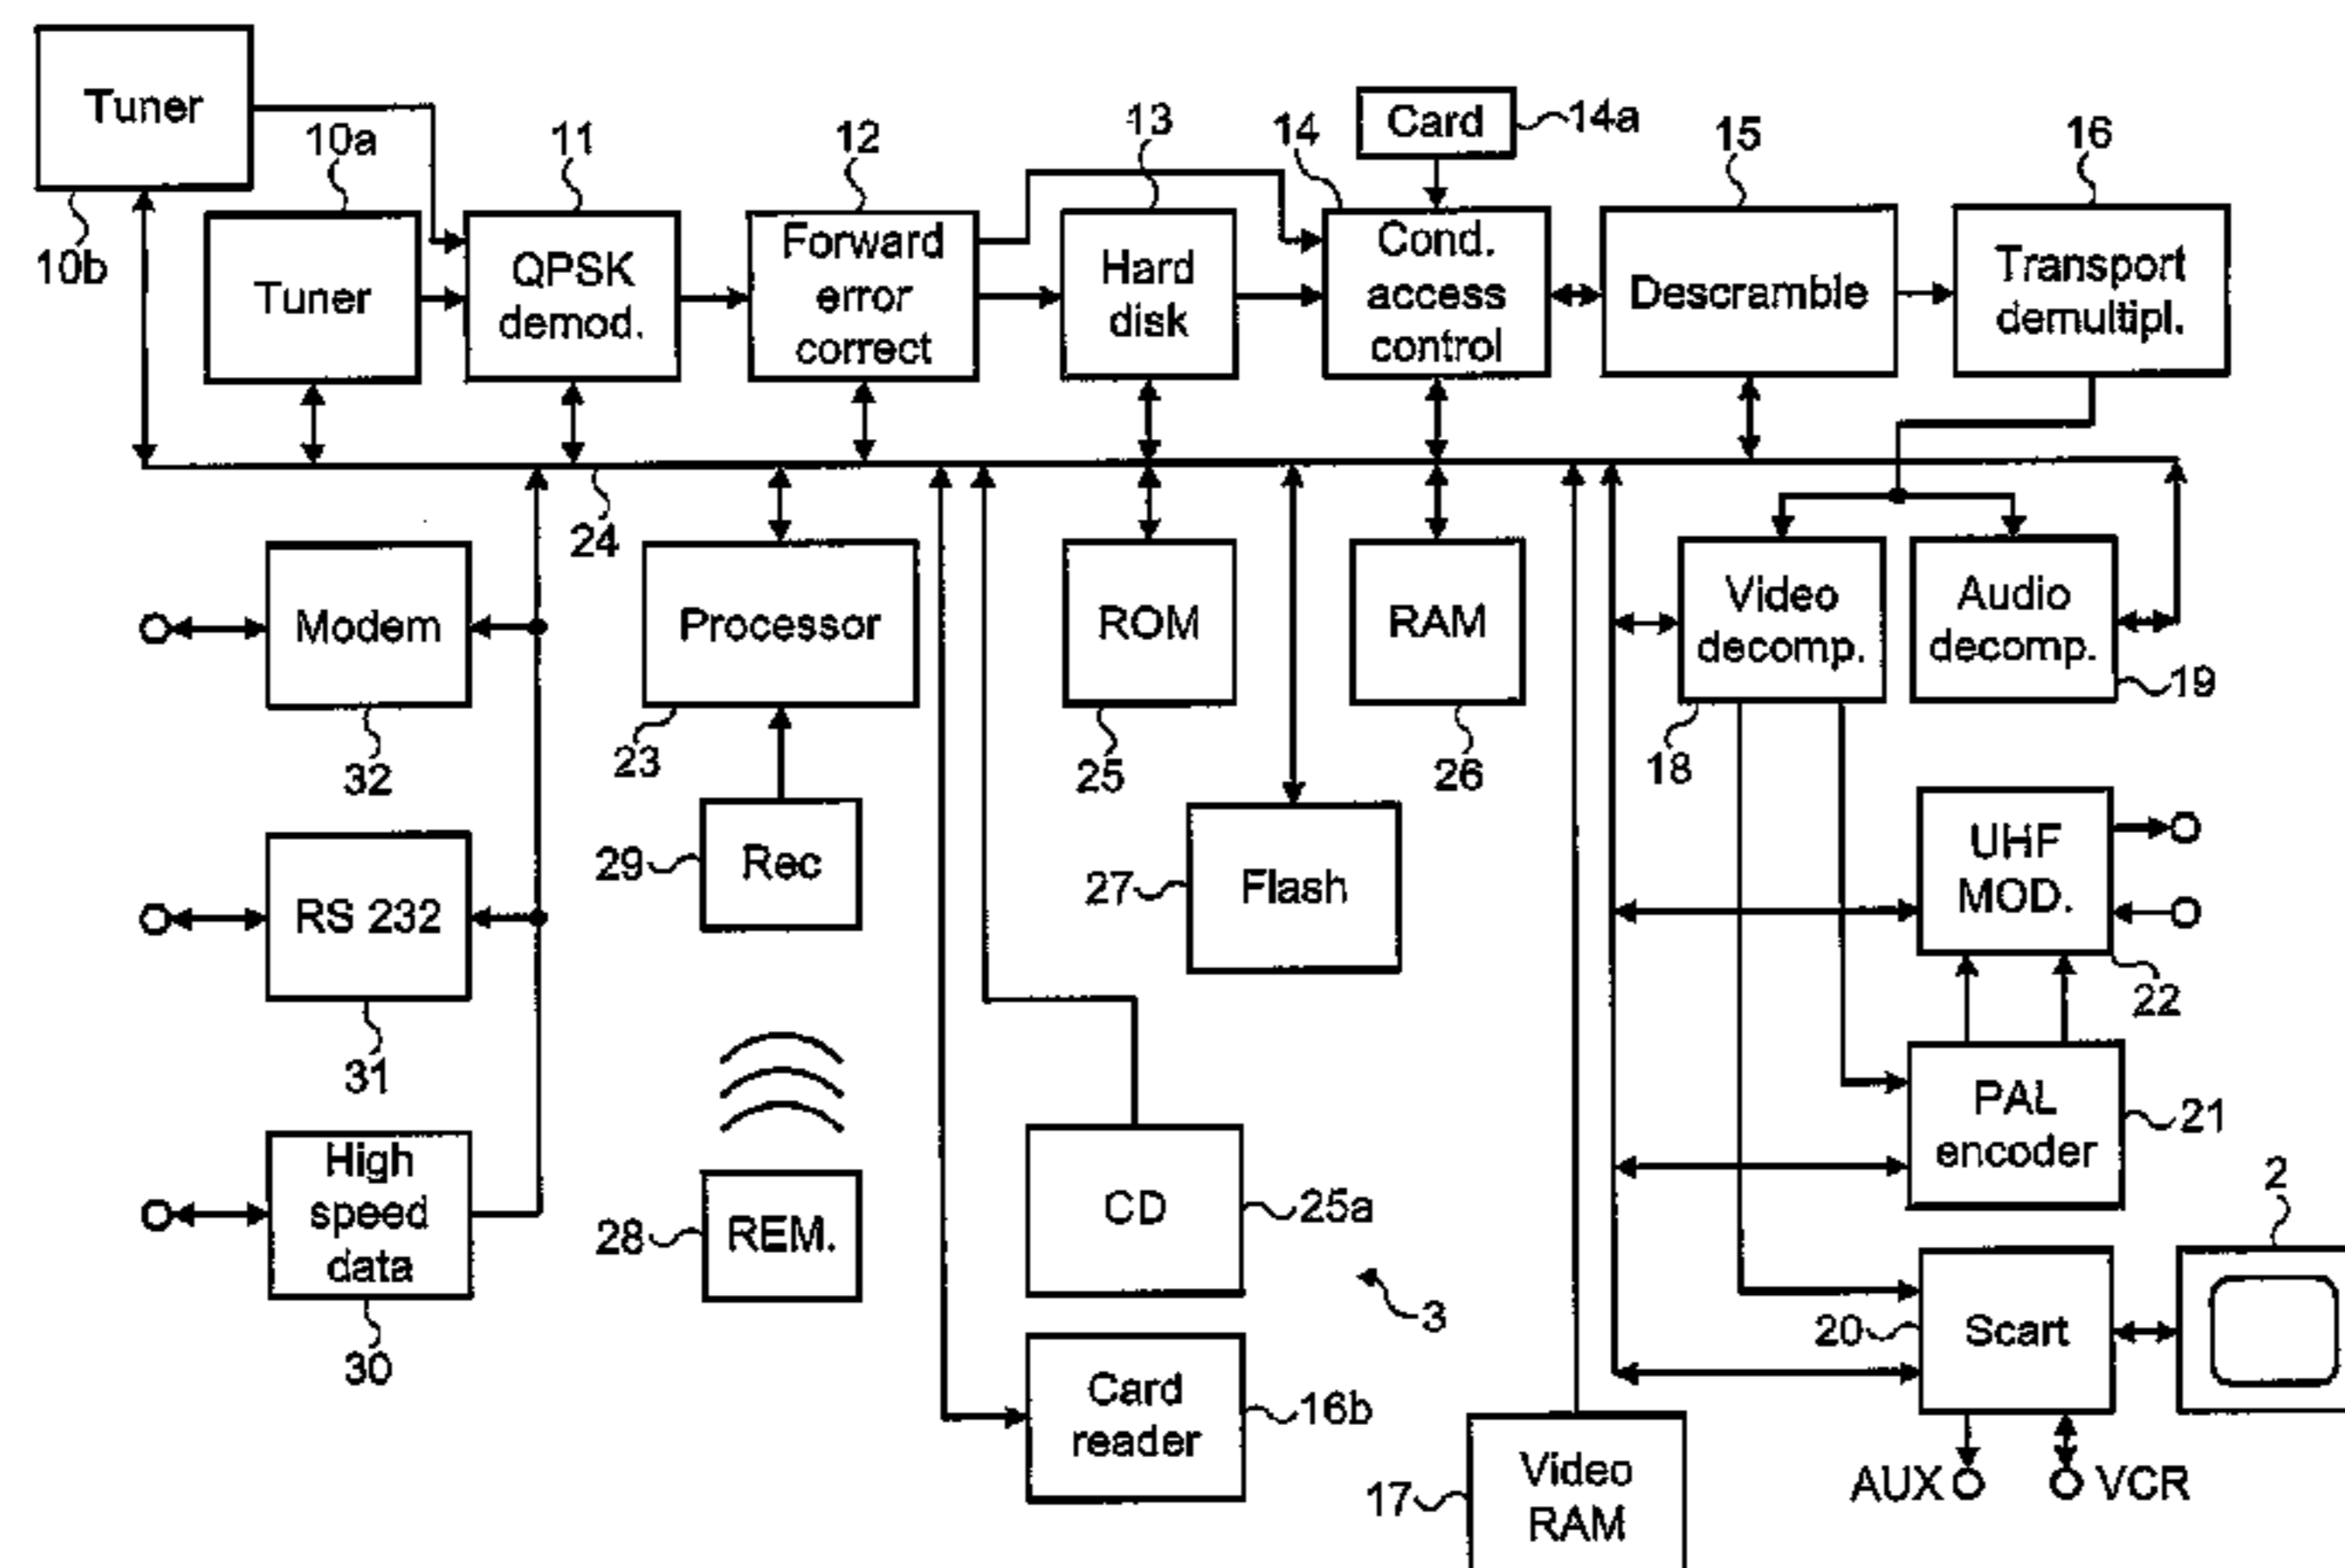 Tuner
10b
10a
Tuner
11
QPSK
demod.
12
Forward
error
correct
13
Hard
disk
14
Card
14a
Cond.
access
control
15
Descramble
16
Transport
demultipl.
24
Modem
32
Processor
23
ROM
25
RAM
26
Video
decomp.
18
Audio
decomp.
19
RS 232
31
29
Rec
27
Flash
UHF
MOD.
22
High
speed
data
30
28
REM.
CD
25a
3
PAL
encoder
21
2
20
Scart
Card
reader
16b
17
Video
RAM
AUX
VCR